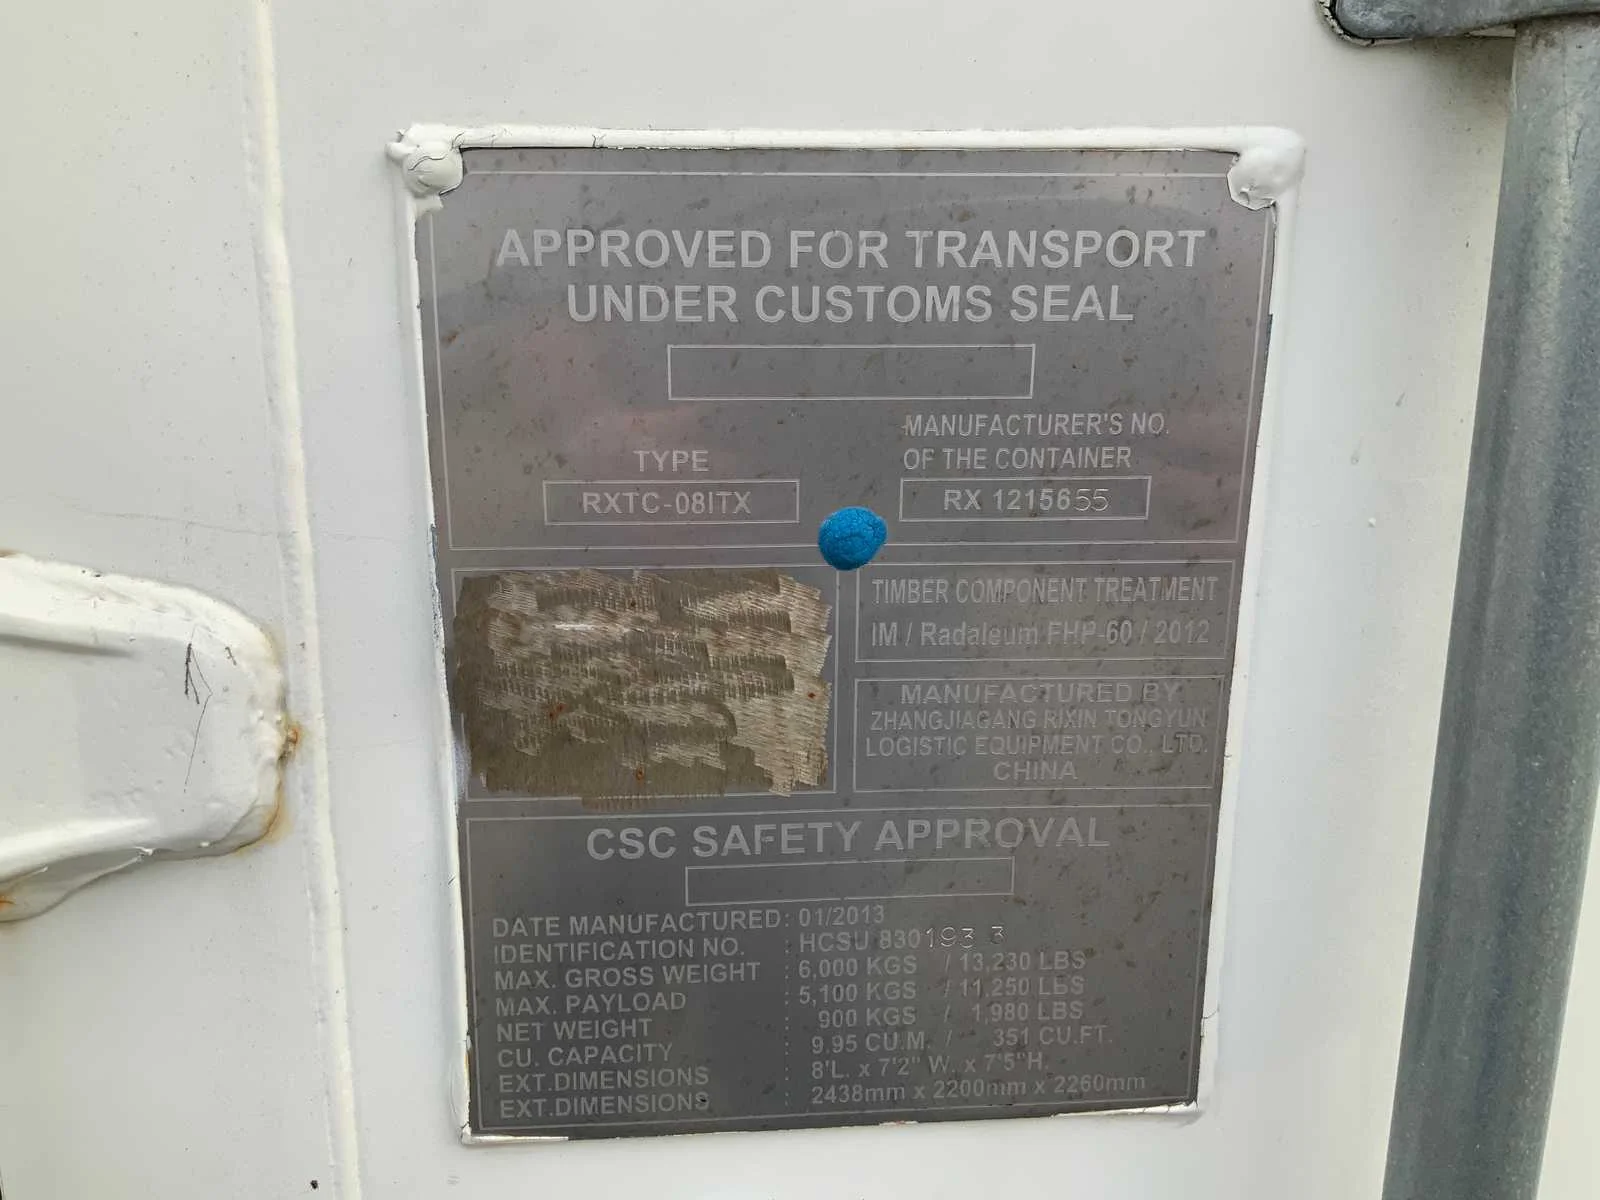 APPROVED FOR TRANSPORT
UNDER CUSTOMS SEAL
TYPE
RXTC-08ITX
MANUFACTURER'S NO.
OF THE CONTAINER
RX 1215655
TIMBER COMPONENT TREATMENT
IM / Radaleum FHP-60 / 2012
MANUFACTURED BY
ZHANGJIAGANG RIXIN TONGYUN
LOGISTIC EQUIPMENT CO., LTD.
CHINA
CSC SAFETY APPROVAL
DATE MANUFACTURED: 01/2013
IDENTIFICATION NO. : HCSU 830193 3
MAX. GROSS WEIGHT : 6,000 KGS / 13,230 LBS
MAX. PAYLOAD : 5,100 KGS / 11,250 LBS
NET WEIGHT : 900 KGS / 1,980 LBS
CU. CAPACITY : 9.95 CU.M. / 351 CU.FT.
EXT.DIMENSIONS : 8'L. x 7'2" W. x 7'5"H.
EXT.DIMENSIONS : 2438mm x 2200mm x 2260mm